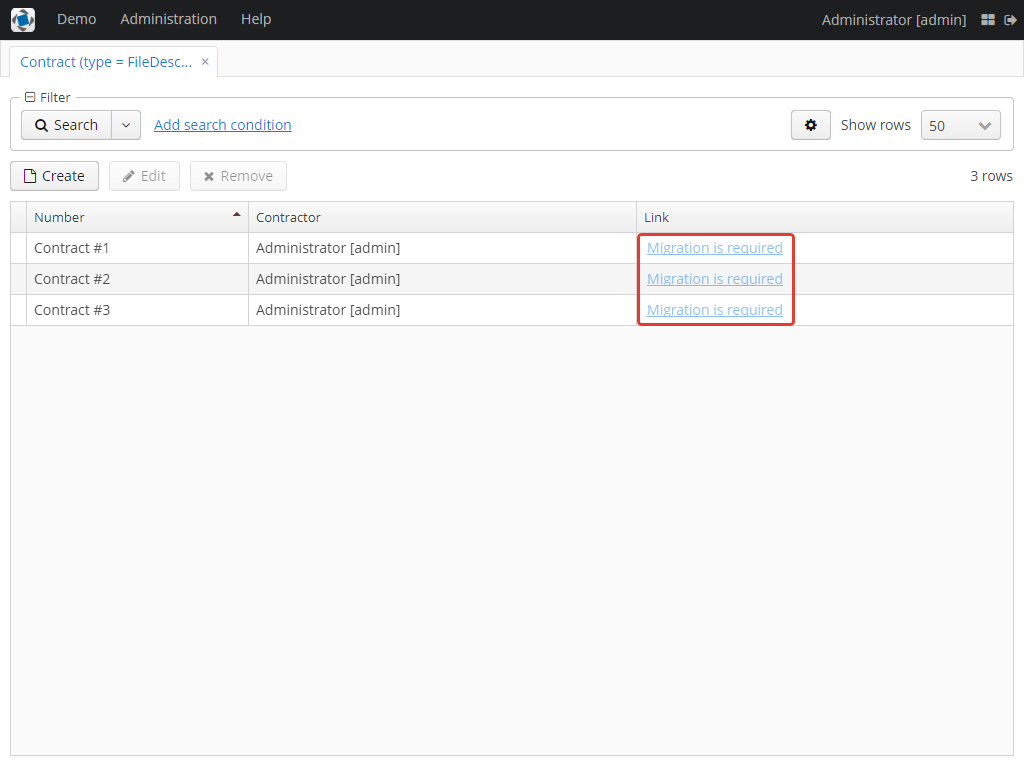 Demo Administration Help Administrator [admin]
Contract (type = FileDesc... ×
Filter
Search Add search condition Show rows 50
Create Edit Remove 3 rows
Number Contractor Link
Contract #1 Administrator [admin] Migration is required
Contract #2 Administrator [admin] Migration is required
Contract #3 Administrator [admin] Migration is required